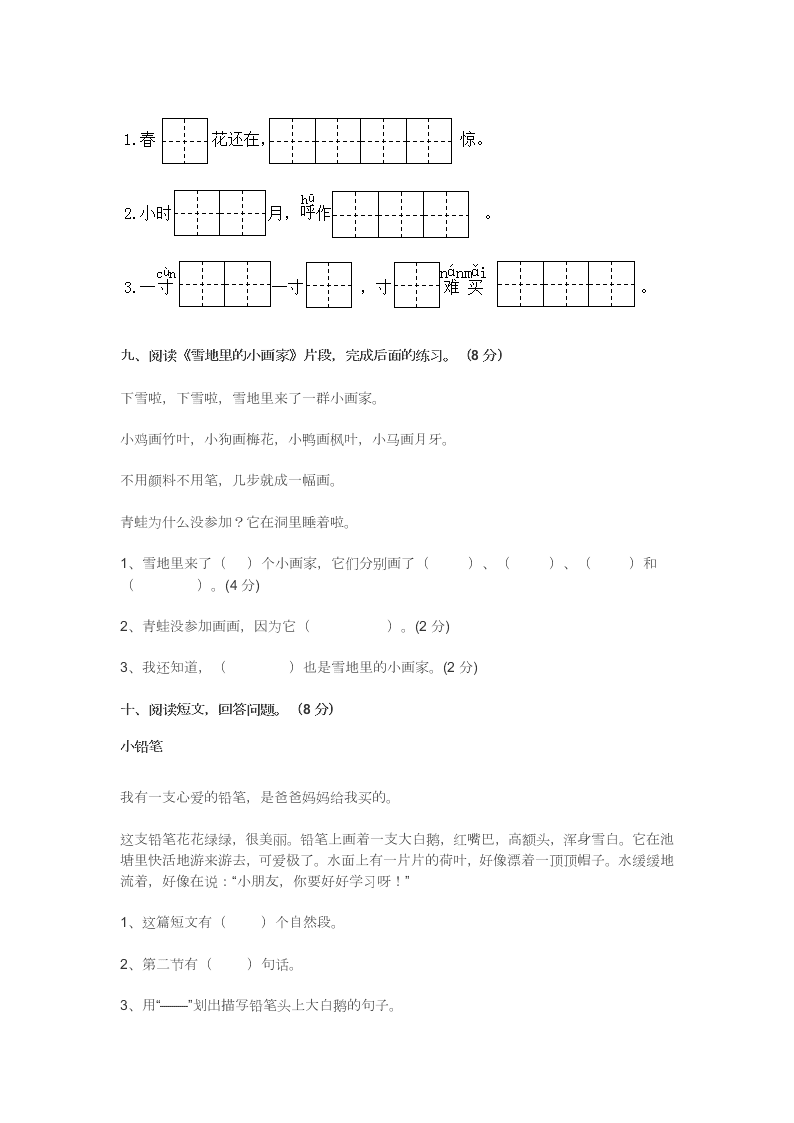 1.春 花还在, 惊。
2.小时 月，呼(hū)作 。
3.一寸(cùn) 一寸 ，寸 难(nán)买(mǎi) 。
九、阅读《雪地里的小画家》片段，完成后面的练习。（8 分）
下雪啦，下雪啦，雪地里来了一群小画家。
小鸡画竹叶，小狗画梅花，小鸭画枫叶，小马画月牙。
不用颜料不用笔，几步就成一幅画。
青蛙为什么没参加？它在洞里睡着啦。
1、雪地里来了（ ）个小画家，它们分别画了（ ）、（ ）、（ ）和
（ ）。(4 分)
2、青蛙没参加画画，因为它（ ）。(2 分)
3、我还知道，（ ）也是雪地里的小画家。(2 分)
十、阅读短文，回答问题。（8 分）
小铅笔
我有一支心爱的铅笔，是爸爸妈妈给我买的。
这支铅笔花花绿绿，很美丽。铅笔上画着一支大白鹅，红嘴巴，高额头，浑身雪白。它在池
塘里快活地游来游去，可爱极了。水面上有一片片的荷叶，好像漂着一顶顶帽子。水缓缓地
流着，好像在说：“小朋友，你要好好学习呀！”
1、这篇短文有（ ）个自然段。
2、第二节有（ ）句话。
3、用“——”划出描写铅笔头上大白鹅的句子。